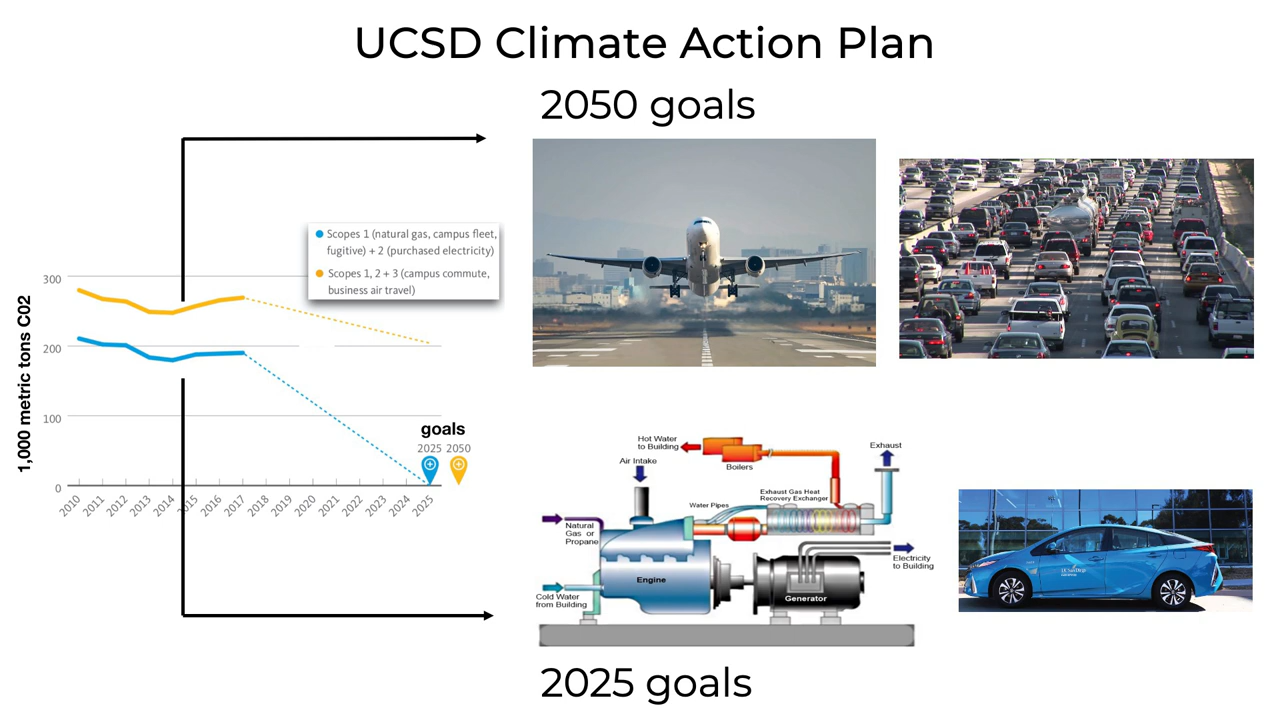 UCSD Climate Action Plan
2050 goals
Scopes 1 (natural gas, campus fleet,
fugitive) + 2 (purchased electricity)
Scopes 1, 2 + 3 (campus commute,
business air travel)
1,000 metric tons C02
300
200
100
0
goals
2025 2050
2010 2011 2012 2013 2014 2015 2016 2017 2018 2019 2020 2021 2022 2023 2024 2025
Hot Water
to Building
Boilers
Exhaust
Air Intake
Exhaust Gas Heat
Recovery Exchanger
Water Pipes
Natural
Gas or
Propane
Electricity
to Building
Engine
Generator
Cold Water
from Building
2025 goals